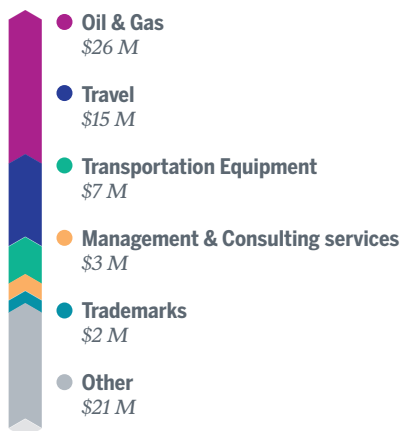 Oil & Gas
$26 M
Travel
$15 M
Transportation Equipment
$7 M
Management & Consulting services
$3 M
Trademarks
$2 M
Other
$21 M